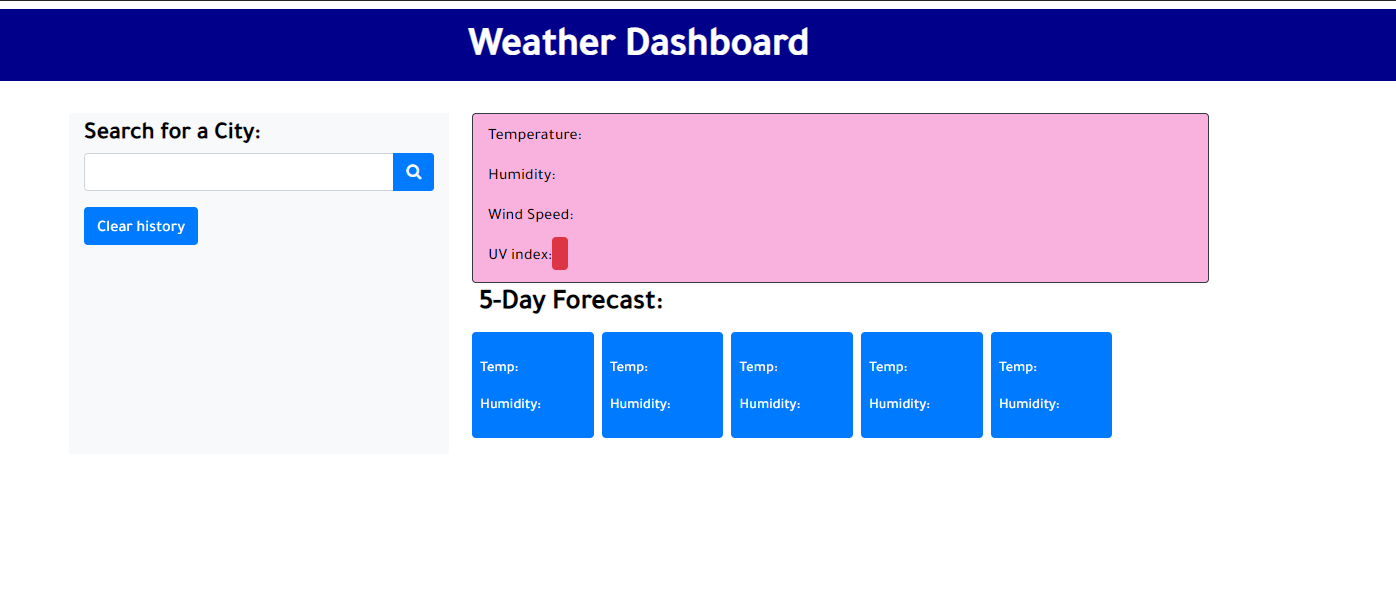 Weather Dashboard
Search for a City:
Clear history
Temperature:
Humidity:
Wind Speed:
UV index:
5-Day Forecast:
Temp: Temp: Temp: Temp: Temp:
Humidity: Humidity: Humidity: Humidity: Humidity: